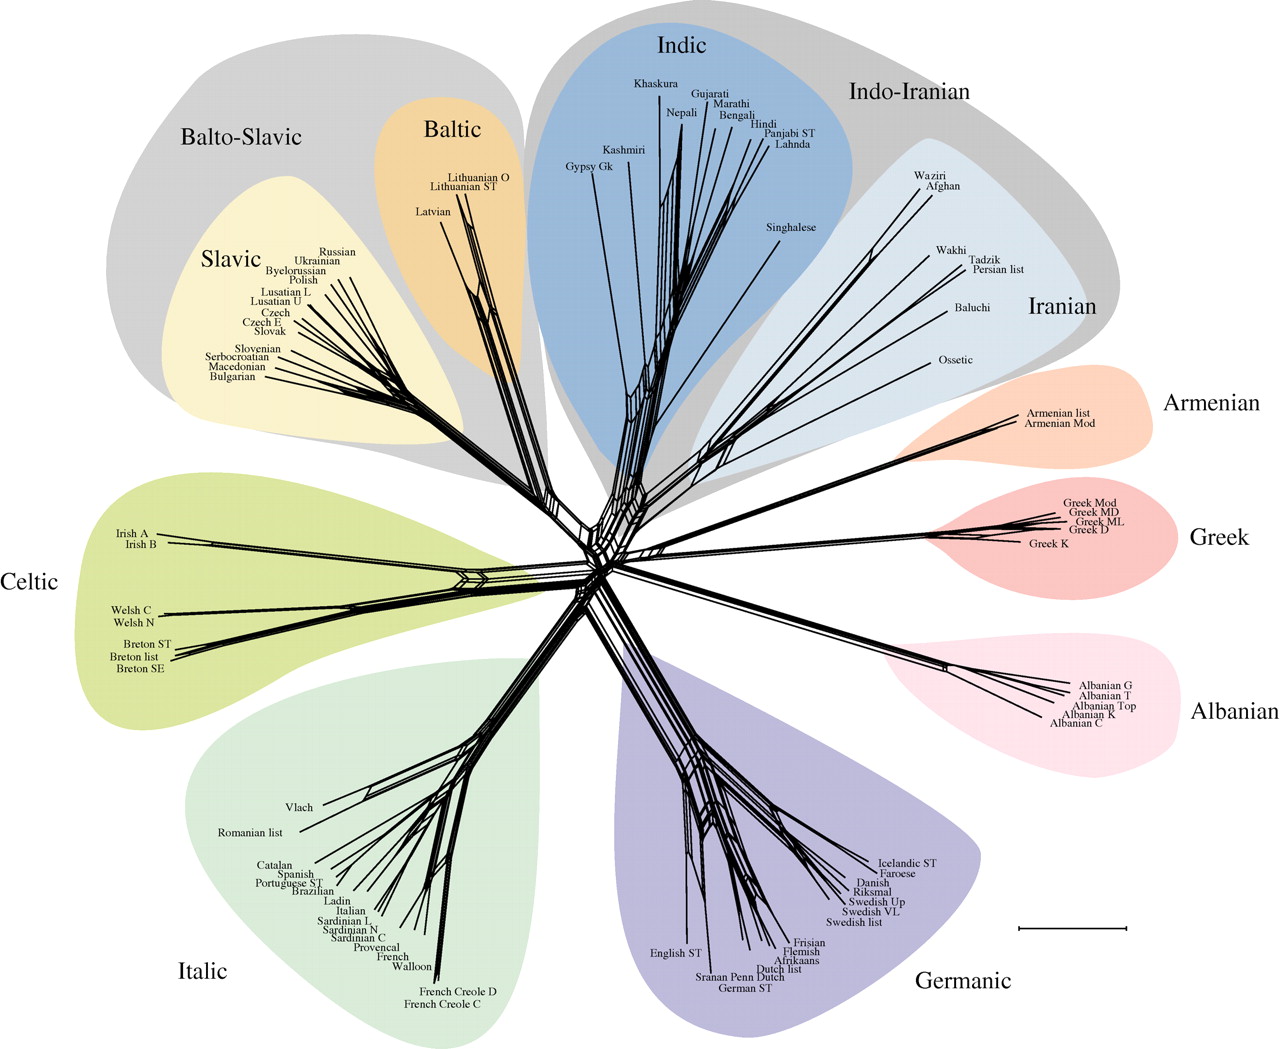 Indic
Indo-Iranian
Khaskura
Gujarati
Marathi
Nepali
Bengali
Hindi
Panjabi ST
Lahnda
Kashmiri
Gypsy Gk
Singhalese
Balto-Slavic
Baltic
Lithuanian O
Lithuanian ST
Latvian
Slavic
Russian
Ukrainian
Byelorussian
Polish
Lusatian L
Lusatian U
Czech
Czech E
Slovak
Slovenian
Serbocroatian
Macedonian
Bulgarian
Waziri
Afghan
Wakhi
Tadzik
Persian list
Iranian
Baluchi
Ossetic
Armenian
Armenian list
Armenian Mod
Greek Mod
Greek MD
Greek ML
Greek D
Greek K
Greek
Celtic
Irish A
Irish B
Welsh C
Welsh N
Breton ST
Breton list
Breton SE
Albanian G
Albanian T
Albanian Top
Albanian K
Albanian C
Albanian
Vlach
Romanian list
Catalan
Spanish
Portuguese ST
Brazilian
Ladin
Italian
Sardinian L
Sardinian N
Sardinian C
Provencal
French
Walloon
French Creole D
French Creole C
Italic
Icelandic ST
Faroese
Danish
Riksmal
Swedish Up
Swedish VL
Swedish list
Frisian
Flemish
Afrikaans
Dutch list
English ST
Sranan Penn Dutch
German ST
Germanic